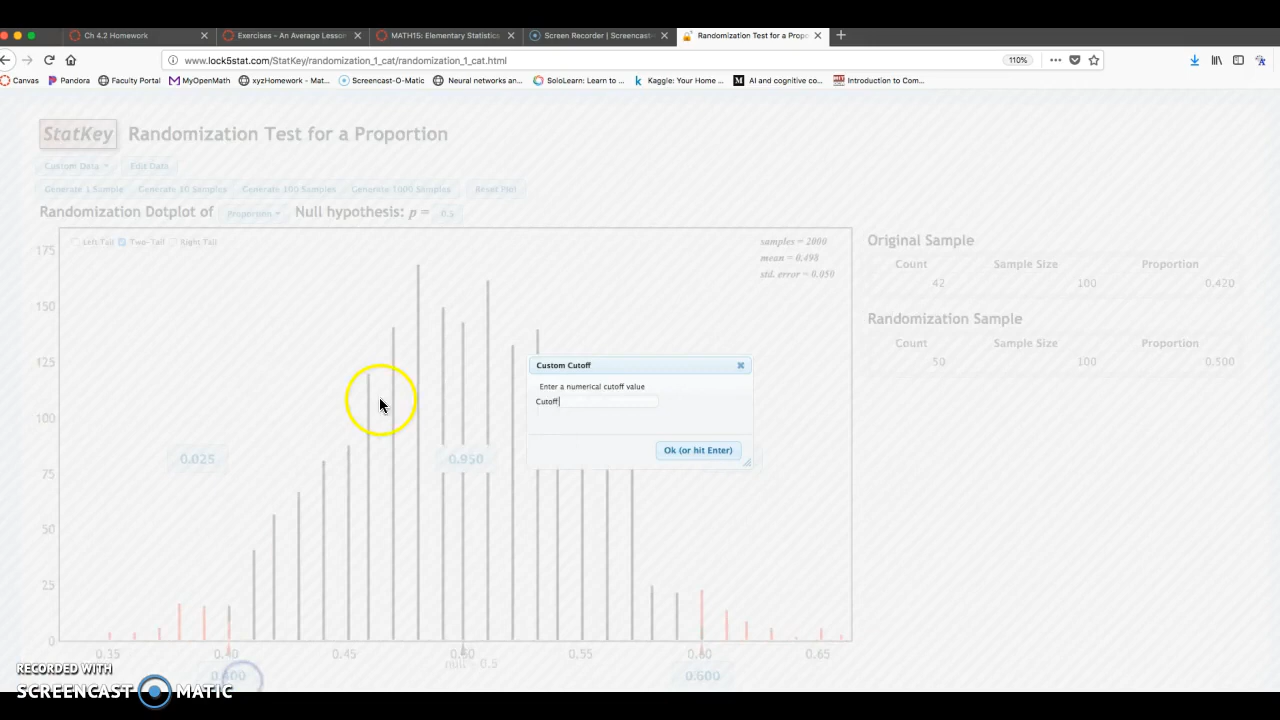 Ch 4.2 Homework × Exercises - An Average Lesson × MATH15: Elementary Statistics × Screen Recorder | Screencast- × Randomization Test for a Propo × +
www.lock5stat.com/StatKey/randomization_1_cat/randomization_1_cat.html 110%
Canvas Pandora Faculty Portal MyOpenMath xyzHomework - Mat... Screencast-O-Matic Neural networks an... SoloLearn: Learn to ... Kaggle: Your Home ... AI and cognitive co... Introduction to Com...
StatKey Randomization Test for a Proportion
Custom Data Edit Data
Generate 1 Sample Generate 10 Samples Generate 100 Samples Generate 1000 Samples Reset Plot
Randomization Dotplot of Proportion Null hypothesis: p = 0.5
Left Tail Two-Tail Right Tail
samples = 2000
mean = 0.498
std. error = 0.050
175
150
125
100
75
50
25
0
0.025 0.950
0.35 0.40 0.45 0.50 0.55 0.60 0.65
null = 0.5
0.400 0.600
Custom Cutoff
Enter a numerical cutoff value
Cutoff
Ok (or hit Enter)
Original Sample
Count Sample Size Proportion
42 100 0.420
Randomization Sample
Count Sample Size Proportion
50 100 0.500
RECORDED WITH
SCREENCAST MATIC